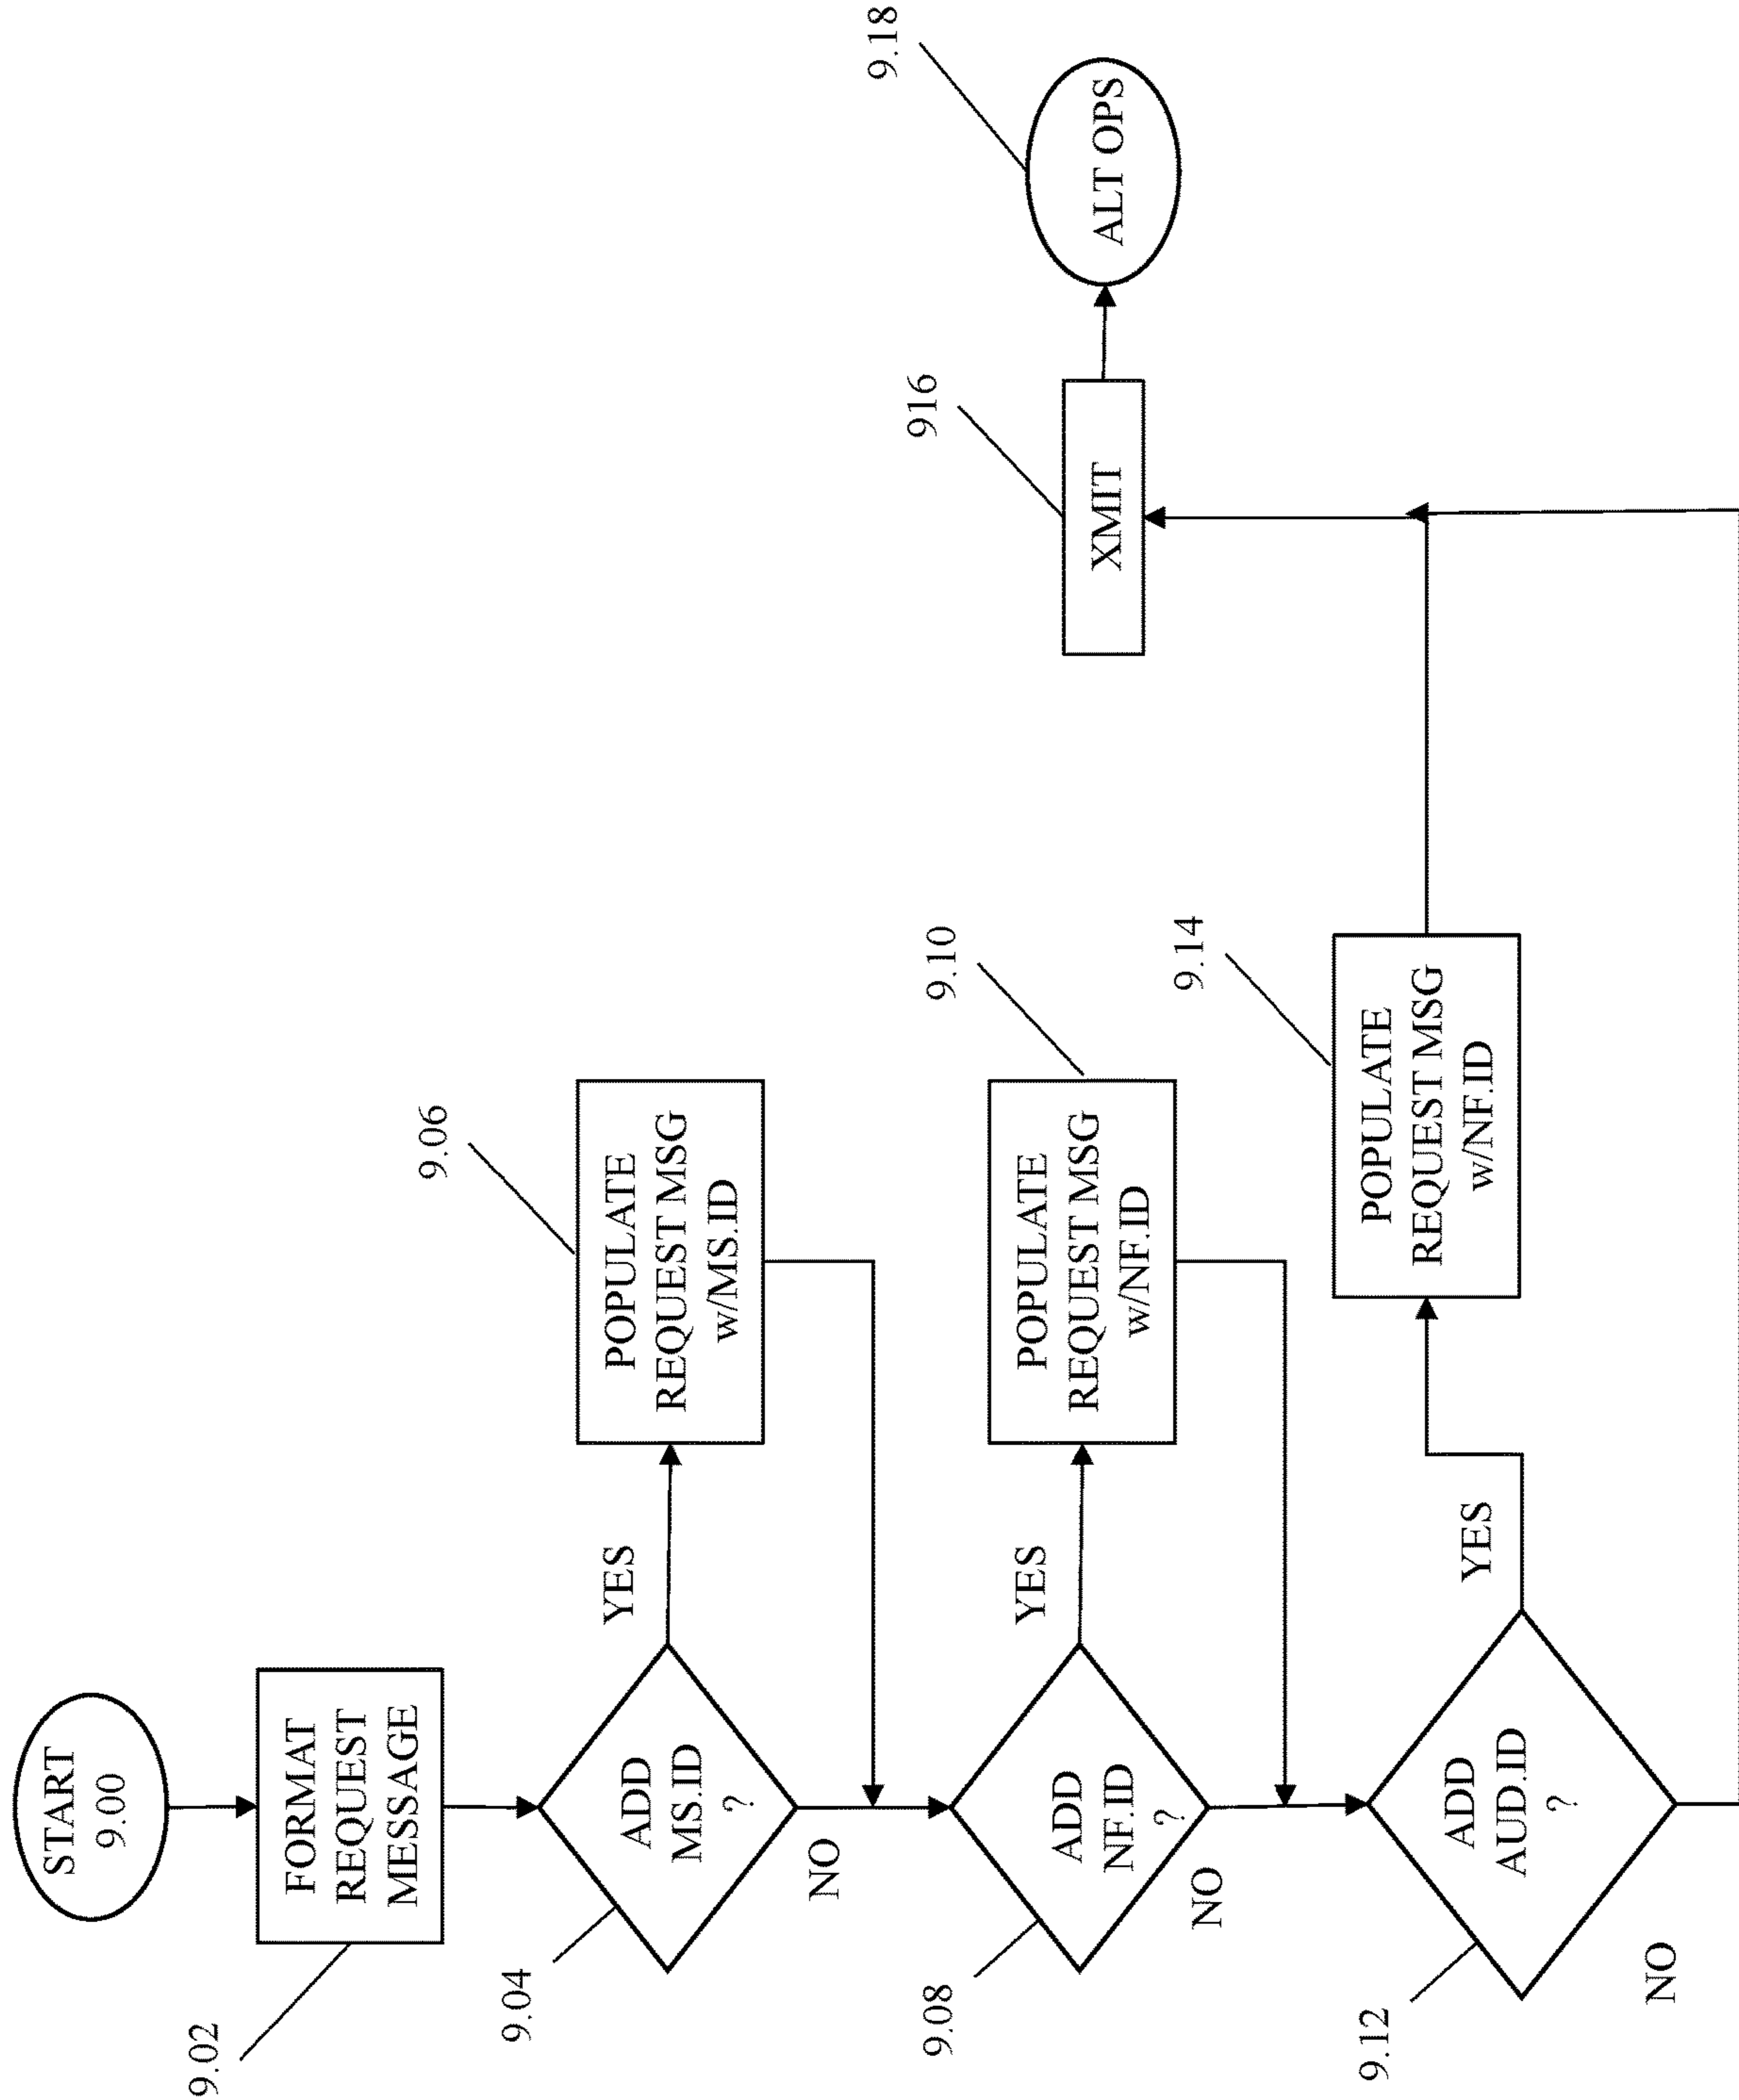 START
9.00
9.02
FORMAT
REQUEST
MESSAGE
9.04
ADD
MS.ID
?
YES
NO
9.06
POPULATE
REQUEST MSG
w/MS.ID
9.08
ADD
NF.ID
?
YES
NO
9.10
POPULATE
REQUEST MSG
w/NF.ID
9.12
ADD
AUD.ID
?
YES
NO
9.14
POPULATE
REQUEST MSG
w/NF.ID
916
XMIT
9.18
ALT OPS